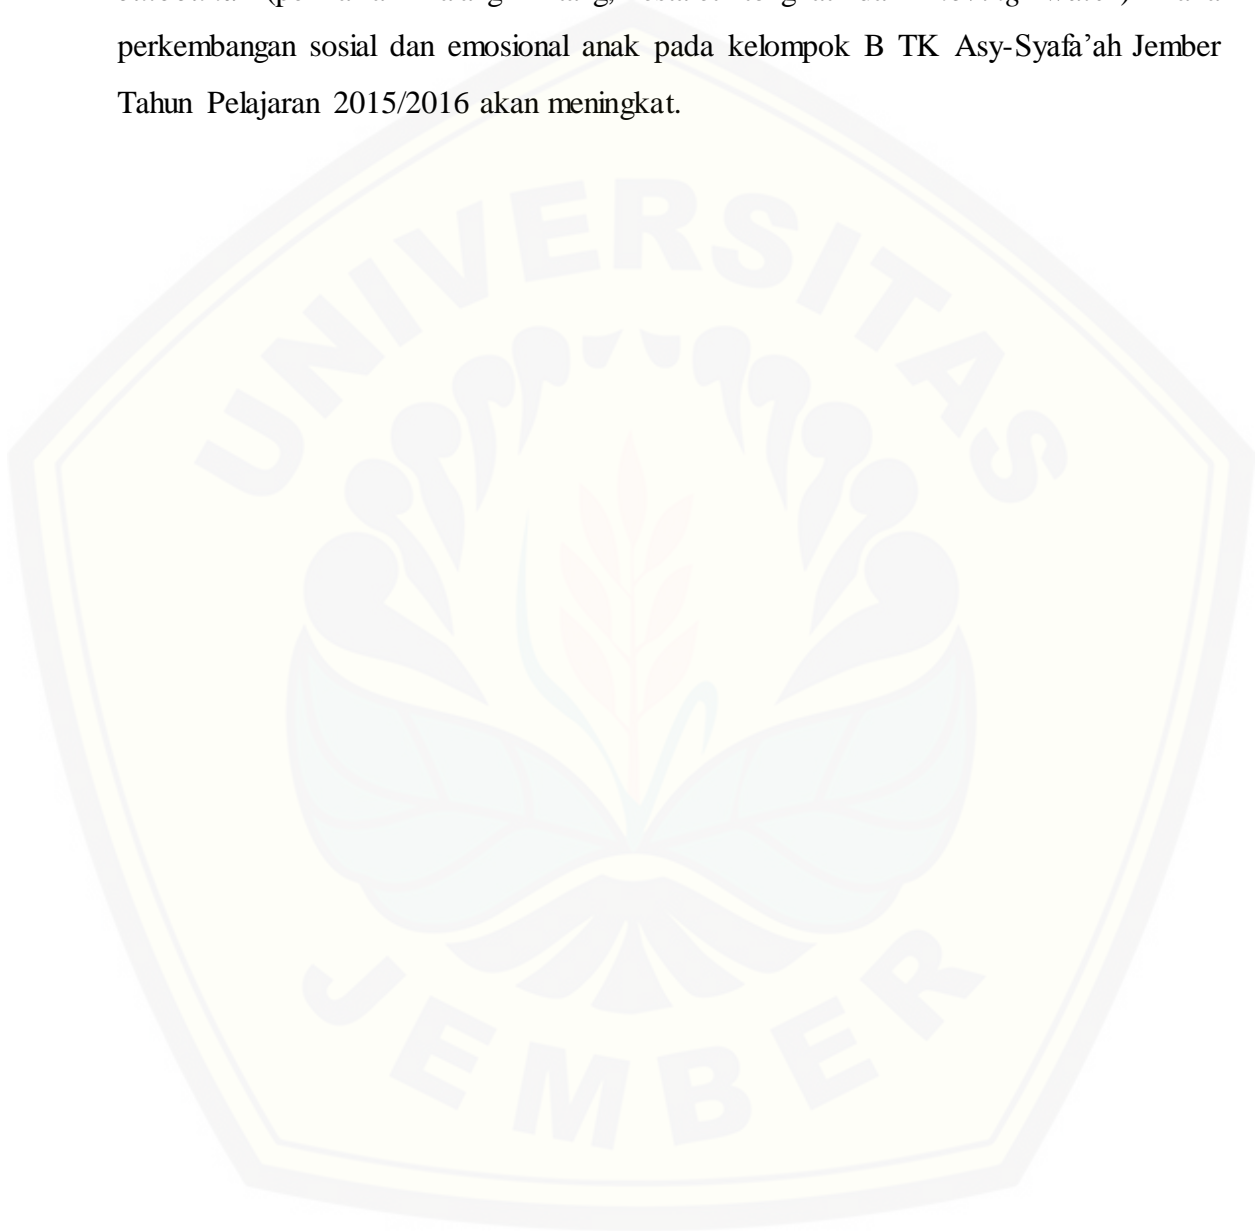 perkembangan sosial dan emosional anak pada kelompok B TK Asy-Syafa’ah Jember
Tahun Pelajaran 2015/2016 akan meningkat.
UNIVERSITAS
JEMBER